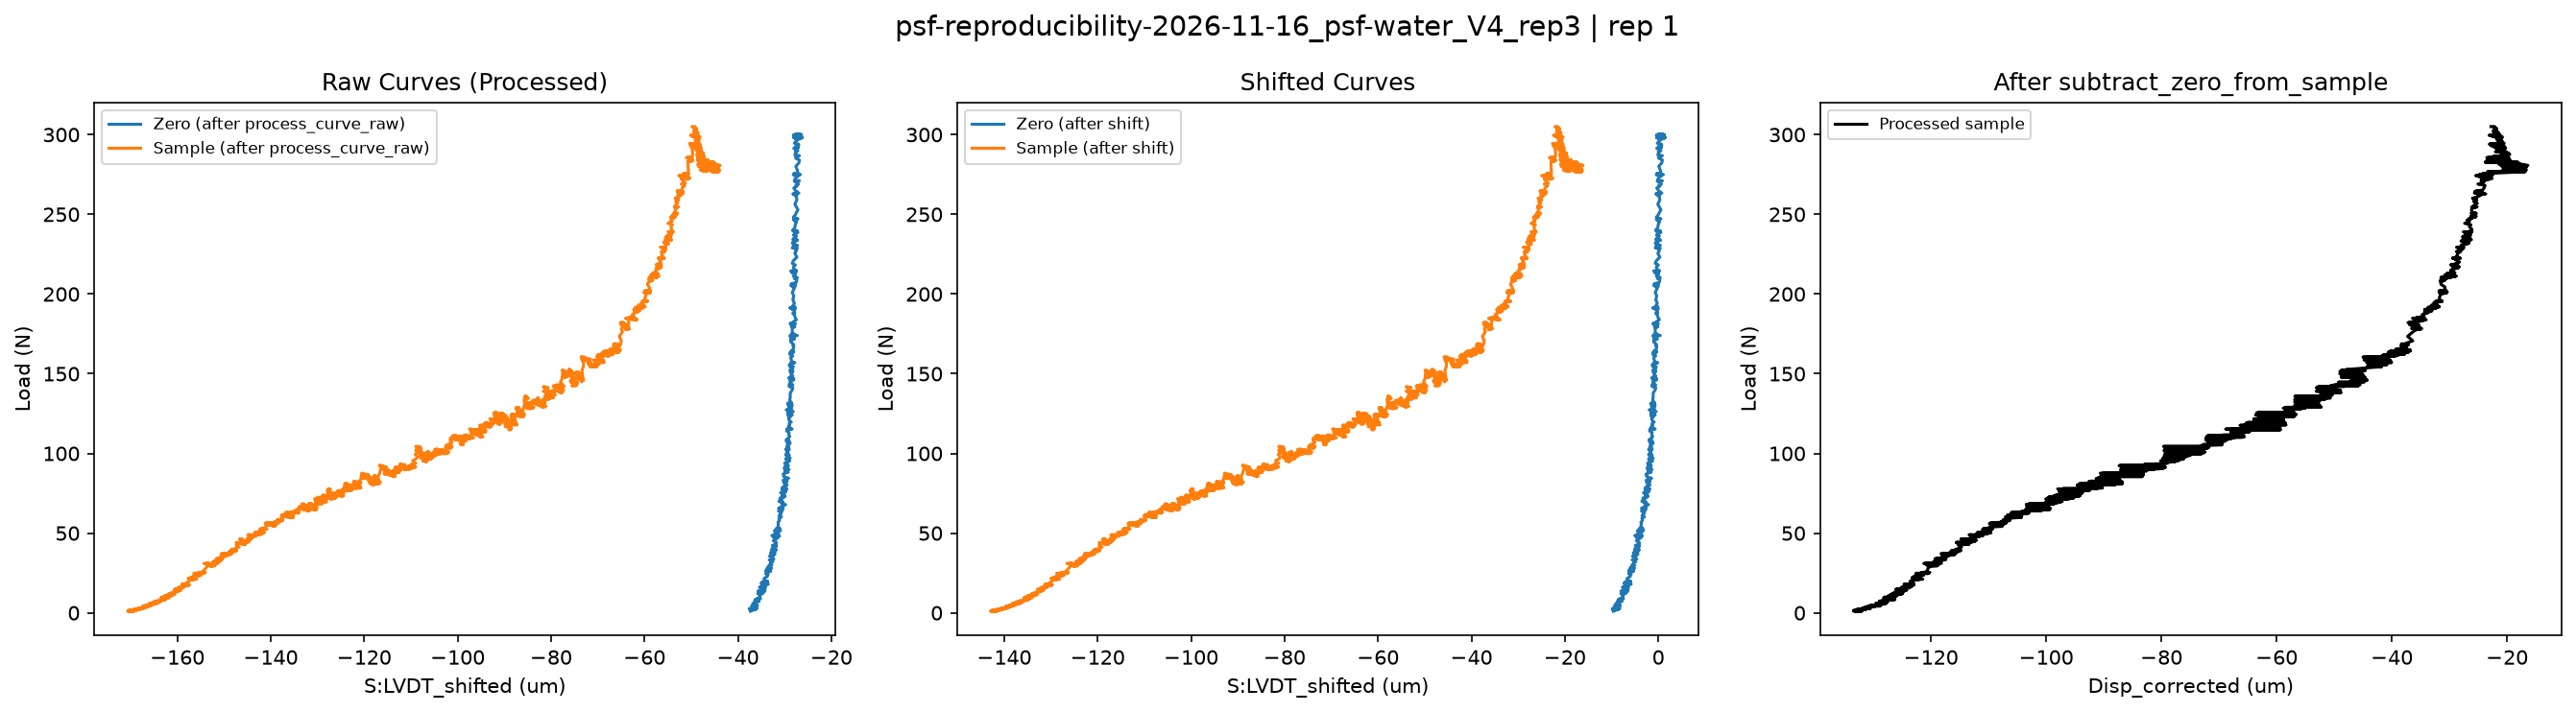 psf-reproducibility-2026-11-16_psf-water_V4_rep3 | rep 1
Raw Curves (Processed)
Zero (after process_curve_raw)
Sample (after process_curve_raw)
300
250
200
150
100
50
0
Load (N)
−160 −140 −120 −100 −80 −60 −40 −20
S:LVDT_shifted (um)
Shifted Curves
Zero (after shift)
Sample (after shift)
300
250
200
150
100
50
0
Load (N)
−140 −120 −100 −80 −60 −40 −20 0
S:LVDT_shifted (um)
After subtract_zero_from_sample
Processed sample
300
250
200
150
100
50
0
Load (N)
−120 −100 −80 −60 −40 −20
Disp_corrected (um)